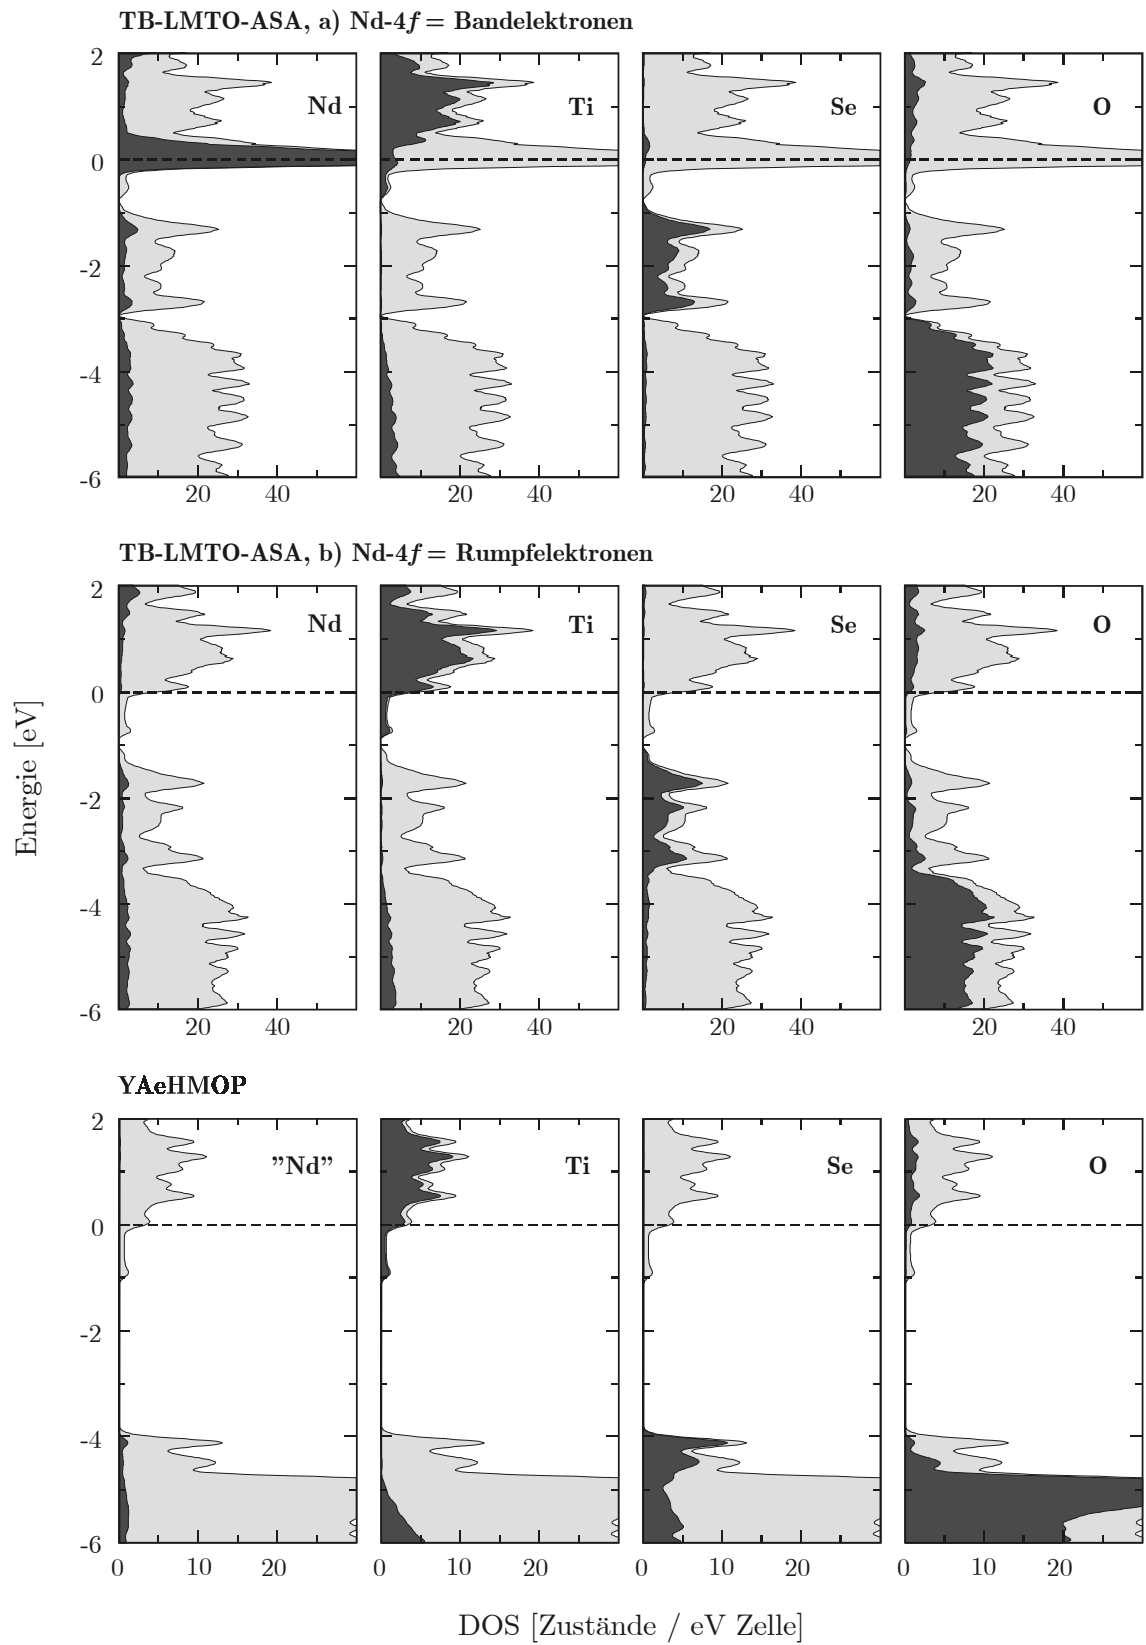 TB-LMTO-ASA, a) Nd-4f = Bandelektronen
2
0
-2
-4
-6
Nd
Ti
Se
O
20 40 20 40 20 40 20 40
TB-LMTO-ASA, b) Nd-4f = Rumpfelektronen
2
0
-2
-4
-6
Nd
Ti
Se
O
20 40 20 40 20 40 20 40
Energie [eV]
YAeHMOP
2
0
-2
-4
-6
"Nd"
Ti
Se
O
0 10 20 0 10 20 0 10 20 0 10 20
DOS [Zustände / eV Zelle]